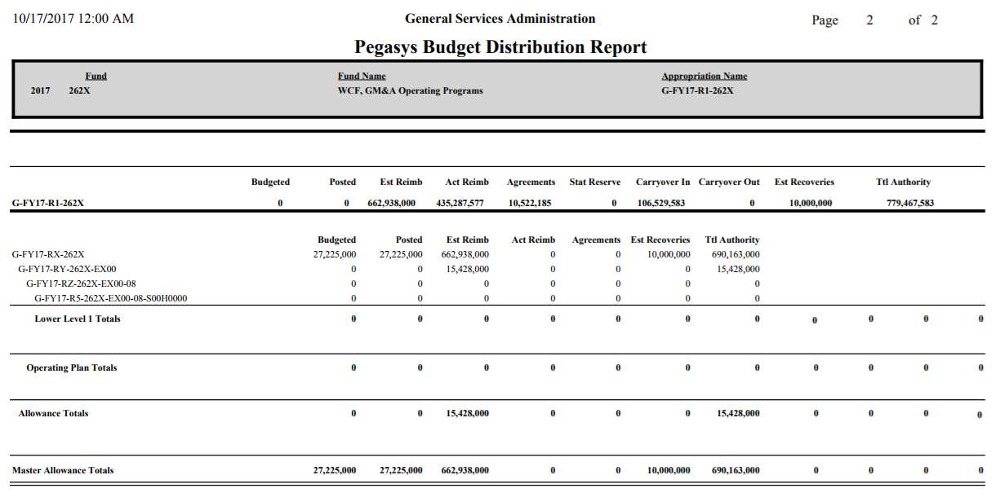 10/17/2017 12:00 AM General Services Administration Page 2 of 2
Pegasys Budget Distribution Report
Fund Fund Name Appropriation Name
2017 262X WCF, GM&A Operating Programs G-FY17-R1-262X
Budgeted Posted Est Reimb Act Reimb Agreements Stat Reserve Carryover In Carryover Out Est Recoveries Ttl Authority
G-FY17-R1-262X 0 0 662,938,000 435,287,577 10,522,185 0 106,529,583 0 10,000,000 779,467,583
Budgeted Posted Est Reimb Act Reimb Agreements Est Recoveries Ttl Authority
G-FY17-RX-262X 27,225,000 27,225,000 662,938,000 0 0 10,000,000 690,163,000
G-FY17-RY-262X-EX00 0 0 15,428,000 0 0 0 15,428,000
G-FY17-RZ-262X-EX00-08 0 0 0 0 0 0 0
G-FY17-R5-262X-EX00-08-S00H0000 0 0 0 0 0 0 0
Lower Level 1 Totals 0 0 0 0 0 0 0 0 0 0 0
Operating Plan Totals 0 0 0 0 0 0 0 0 0 0 0
Allowance Totals 0 0 15,428,000 0 0 0 15,428,000 0 0 0 0
Master Allowance Totals 27,225,000 27,225,000 662,938,000 0 0 10,000,000 690,163,000 0 0 0 0